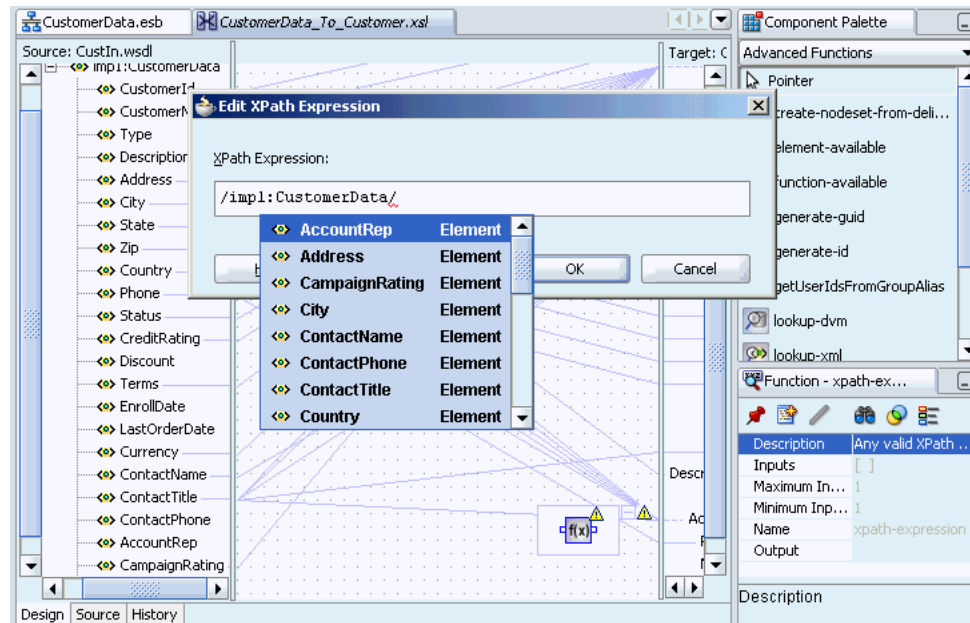 CustomerData.esb
CustomerData_To_Customer.xsl
Component Palette
Source: CustIn.wsdl
Target: C
Advanced Functions
imp1:CustomerData
CustomerId
Type
Description
Address
City
State
Zip
Country
Phone
Status
CreditRating
Discount
Terms
EnrollDate
LastOrderDate
Currency
ContactName
ContactTitle
ContactPhone
AccountRep
CampaignRating
Edit XPath Expression
XPath Expression:
/imp1:CustomerData/
AccountRep Element
Address Element
CampaignRating Element
City Element
ContactName Element
ContactPhone Element
ContactTitle Element
Country Element
OK
Cancel
f(x)
Descr
Ac
Pointer
create-nodeset-from-deli...
element-available
function-available
generate-guid
generate-id
getUserIdsFromGroupAlias
lookup-dvm
lookup-xml
Function - xpath-ex...
Description Any valid XPath ...
Inputs [ ]
Maximum In... 1
Minimum Inp... 1
Name xpath-expression
Output
Description
Design Source History